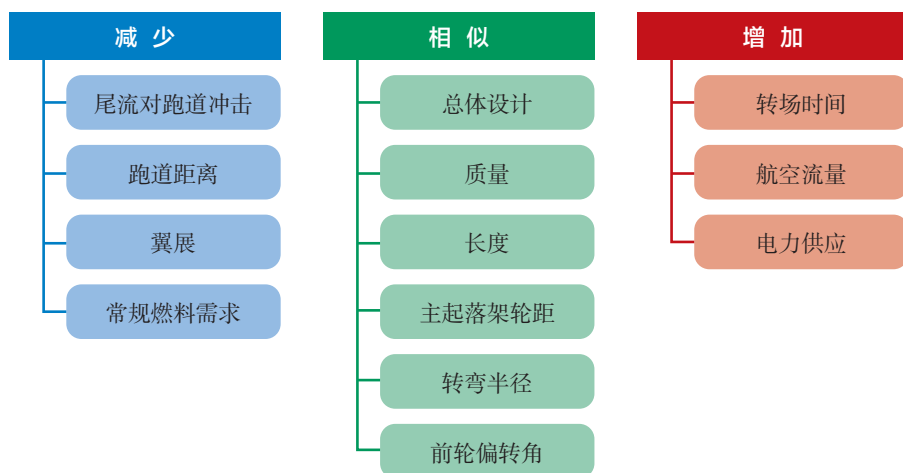 减少
尾流对跑道冲击
跑道距离
翼展
常规燃料需求
相似
总体设计
质量
长度
主起落架轮距
转弯半径
前轮偏转角
增加
转场时间
航空流量
电力供应